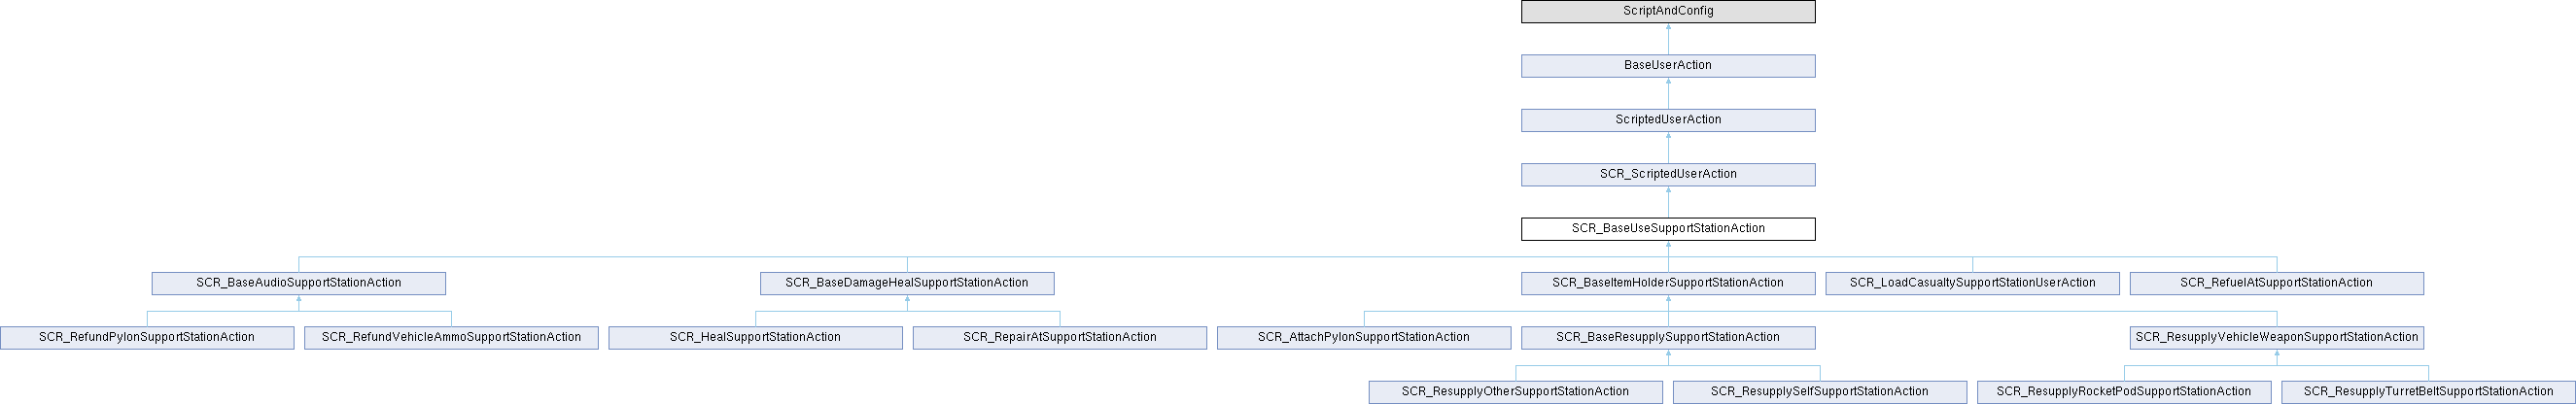 ScriptAndConfig
BaseUserAction
ScriptedUserAction
SCR_ScriptedUserAction
SCR_BaseUseSupportStationAction
SCR_BaseAudioSupportStationAction
SCR_BaseDamageHealSupportStationAction
SCR_BaseItemHolderSupportStationAction
SCR_LoadCasualtySupportStationUserAction
SCR_RefuelAtSupportStationAction
SCR_RefundPylonSupportStationAction
SCR_RefundVehicleAmmoSupportStationAction
SCR_HealSupportStationAction
SCR_RepairAtSupportStationAction
SCR_AttachPylonSupportStationAction
SCR_BaseResupplySupportStationAction
SCR_ResupplyVehicleWeaponSupportStationAction
SCR_ResupplyOtherSupportStationAction
SCR_ResupplySelfSupportStationAction
SCR_ResupplyRocketPodSupportStationAction
SCR_ResupplyTurretBeltSupportStationAction